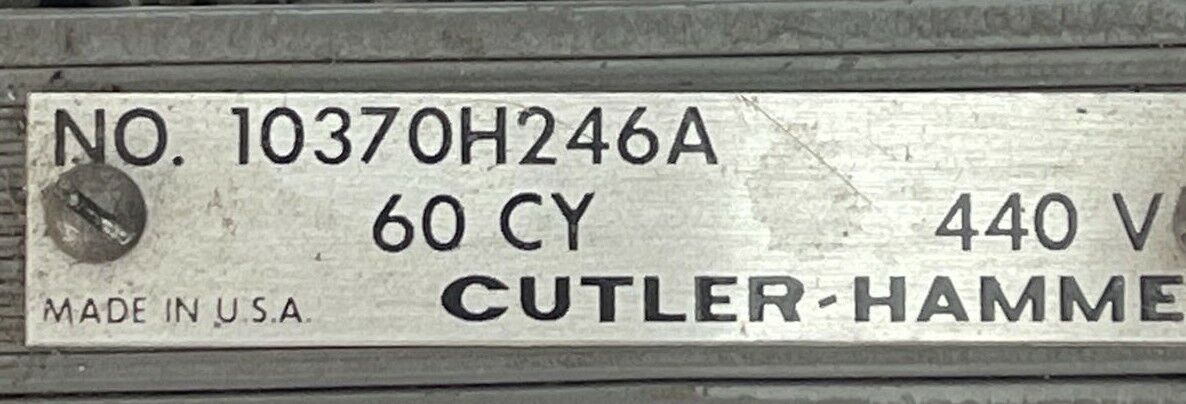 NO. 10370H246A
60 CY 440 V
MADE IN U.S.A. CUTLER-HAMME